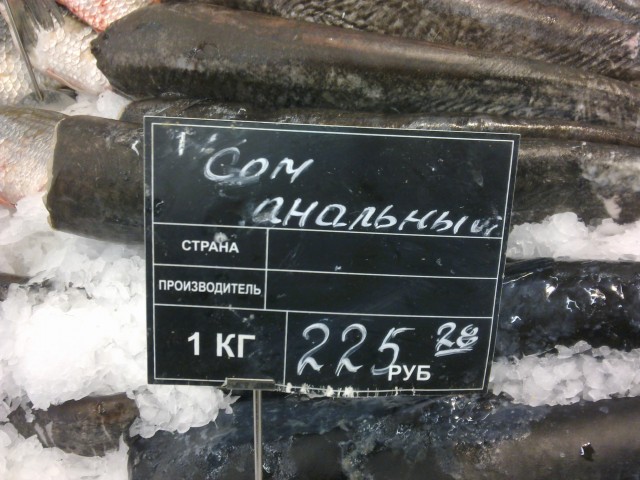 Сом
анальный
СТРАНА
ПРОИЗВОДИТЕЛЬ
1 КГ
225 28
РУБ